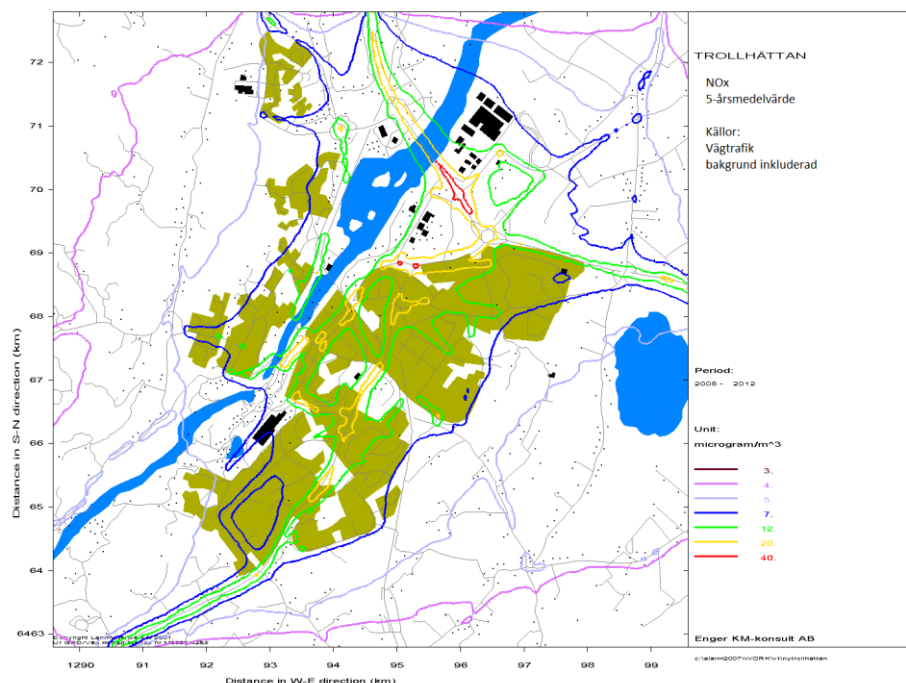 TROLLHÄTTAN
NOx
5-årsmedelvärde
Källor:
Vägtrafik
bakgrund inkluderad
Period:
2008 - 2012
Unit:
microgram/m^3
3.
4.
5.
7.
12.
20.
40.
Enger KM-konsult AB
Distance in S-N direction (km)
72
71
70
69
68
67
66
65
64
6463
1290
91
92
93
94
95
96
97
98
99
Distance in W-E direction (km)